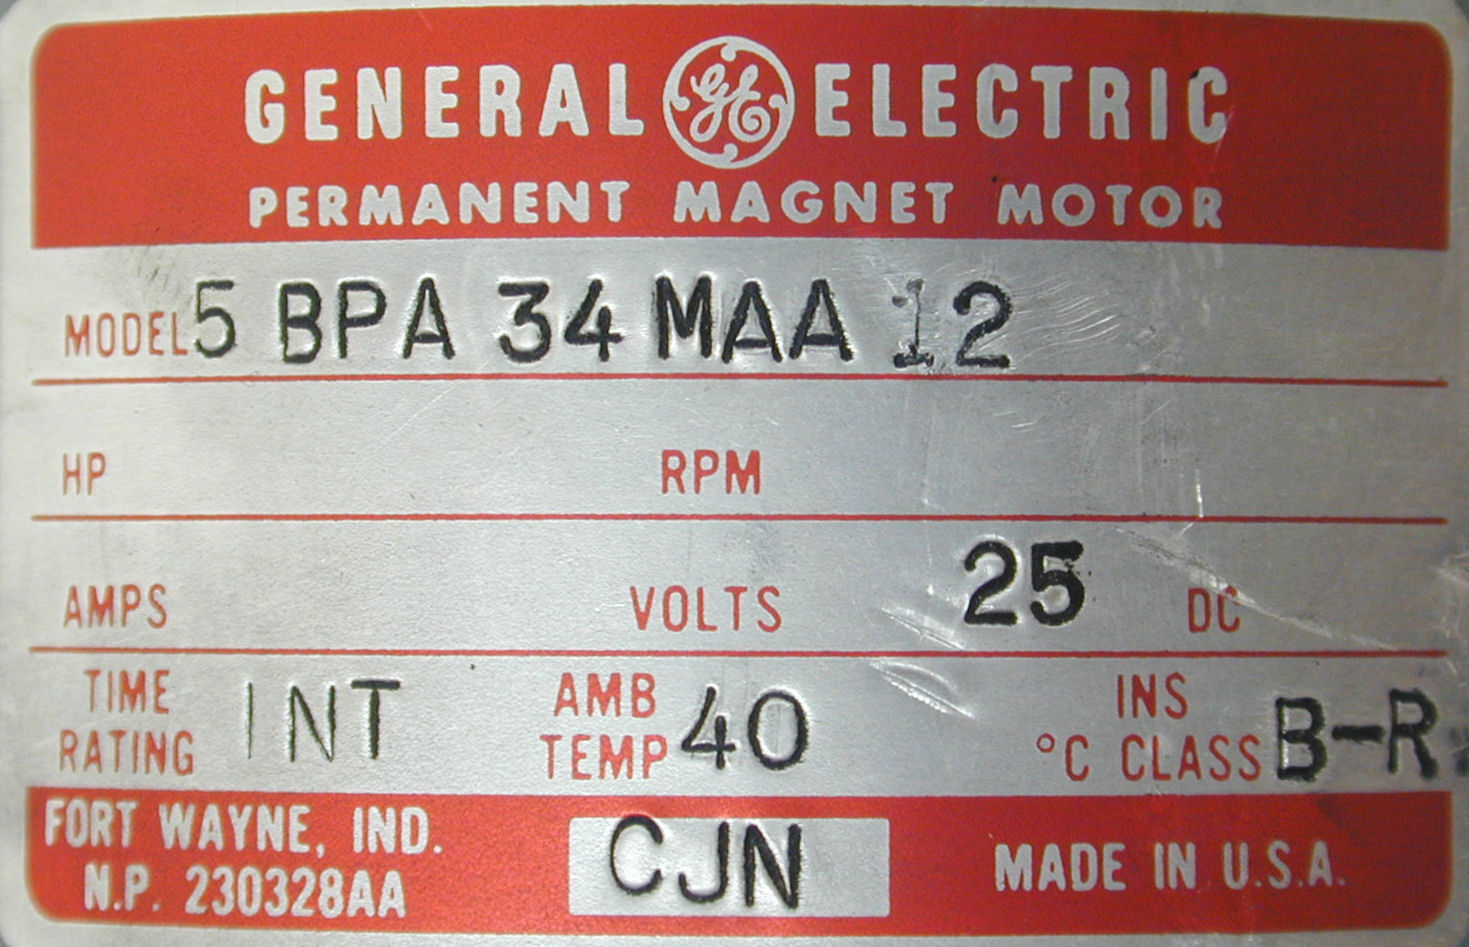 GENERAL GE ELECTRIC
PERMANENT MAGNET MOTOR
MODEL 5 BPA 34 MAA 12
HP RPM
AMPS VOLTS 25 DC
TIME RATING INT AMB TEMP 40 °C INS CLASS B-R
FORT WAYNE, IND.
N.P. 230328AA
CJN
MADE IN U.S.A.